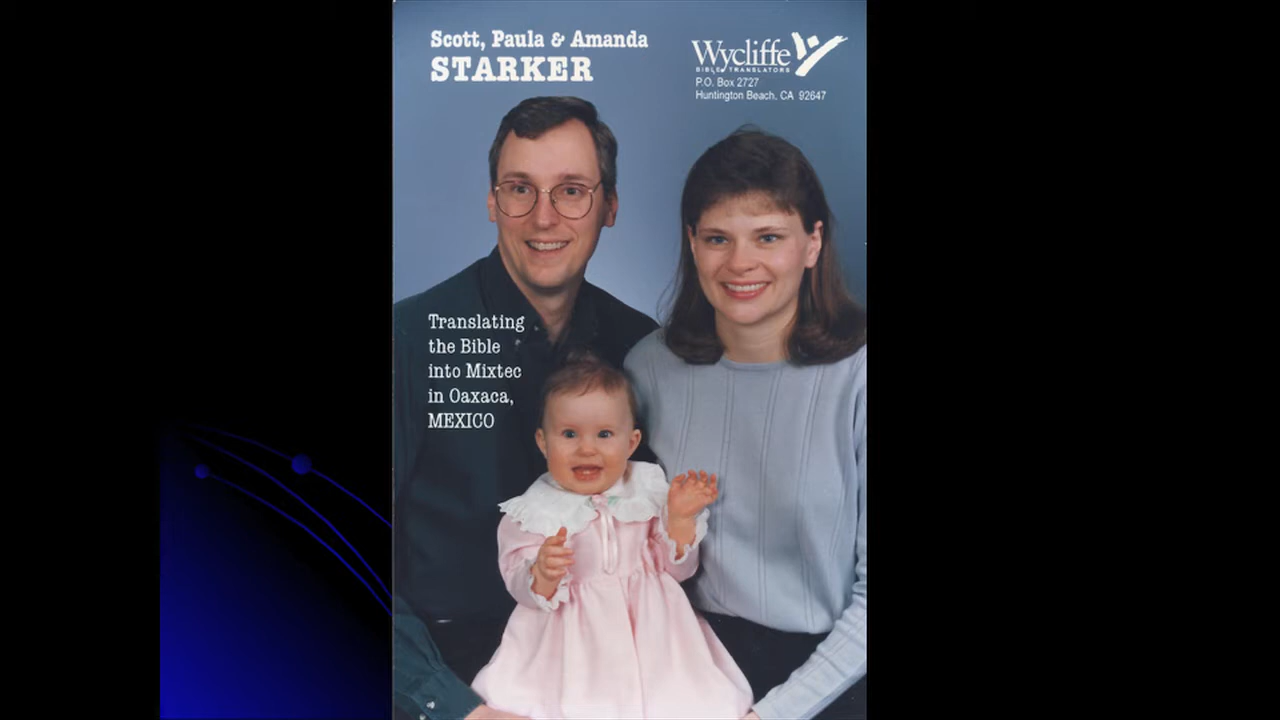 Scott, Paula & Amanda
STARKER
Wycliffe
BIBLE TRANSLATORS
P.O. Box 2727
Huntington Beach, CA 92647
Translating
the Bible
into Mixtec
in Oaxaca,
MEXICO